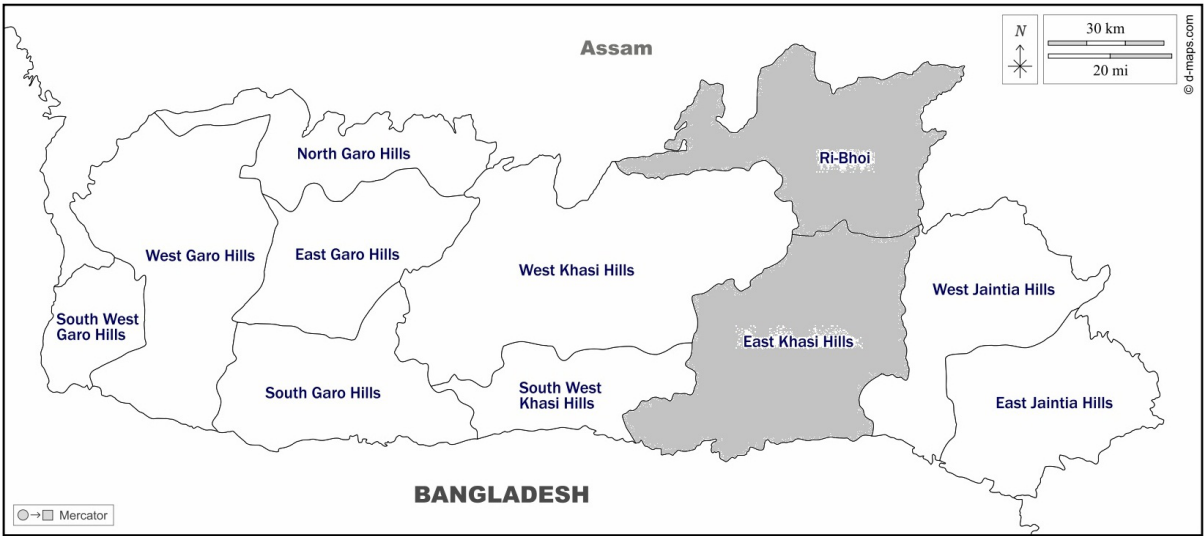 Assam
N
30 km
20 mi
© d-maps.com
North Garo Hills
Ri-Bhoi
West Garo Hills
East Garo Hills
West Khasi Hills
West Jaintia Hills
South West
Garo Hills
East Khasi Hills
South Garo Hills
South West
Khasi Hills
East Jaintia Hills
BANGLADESH
Mercator